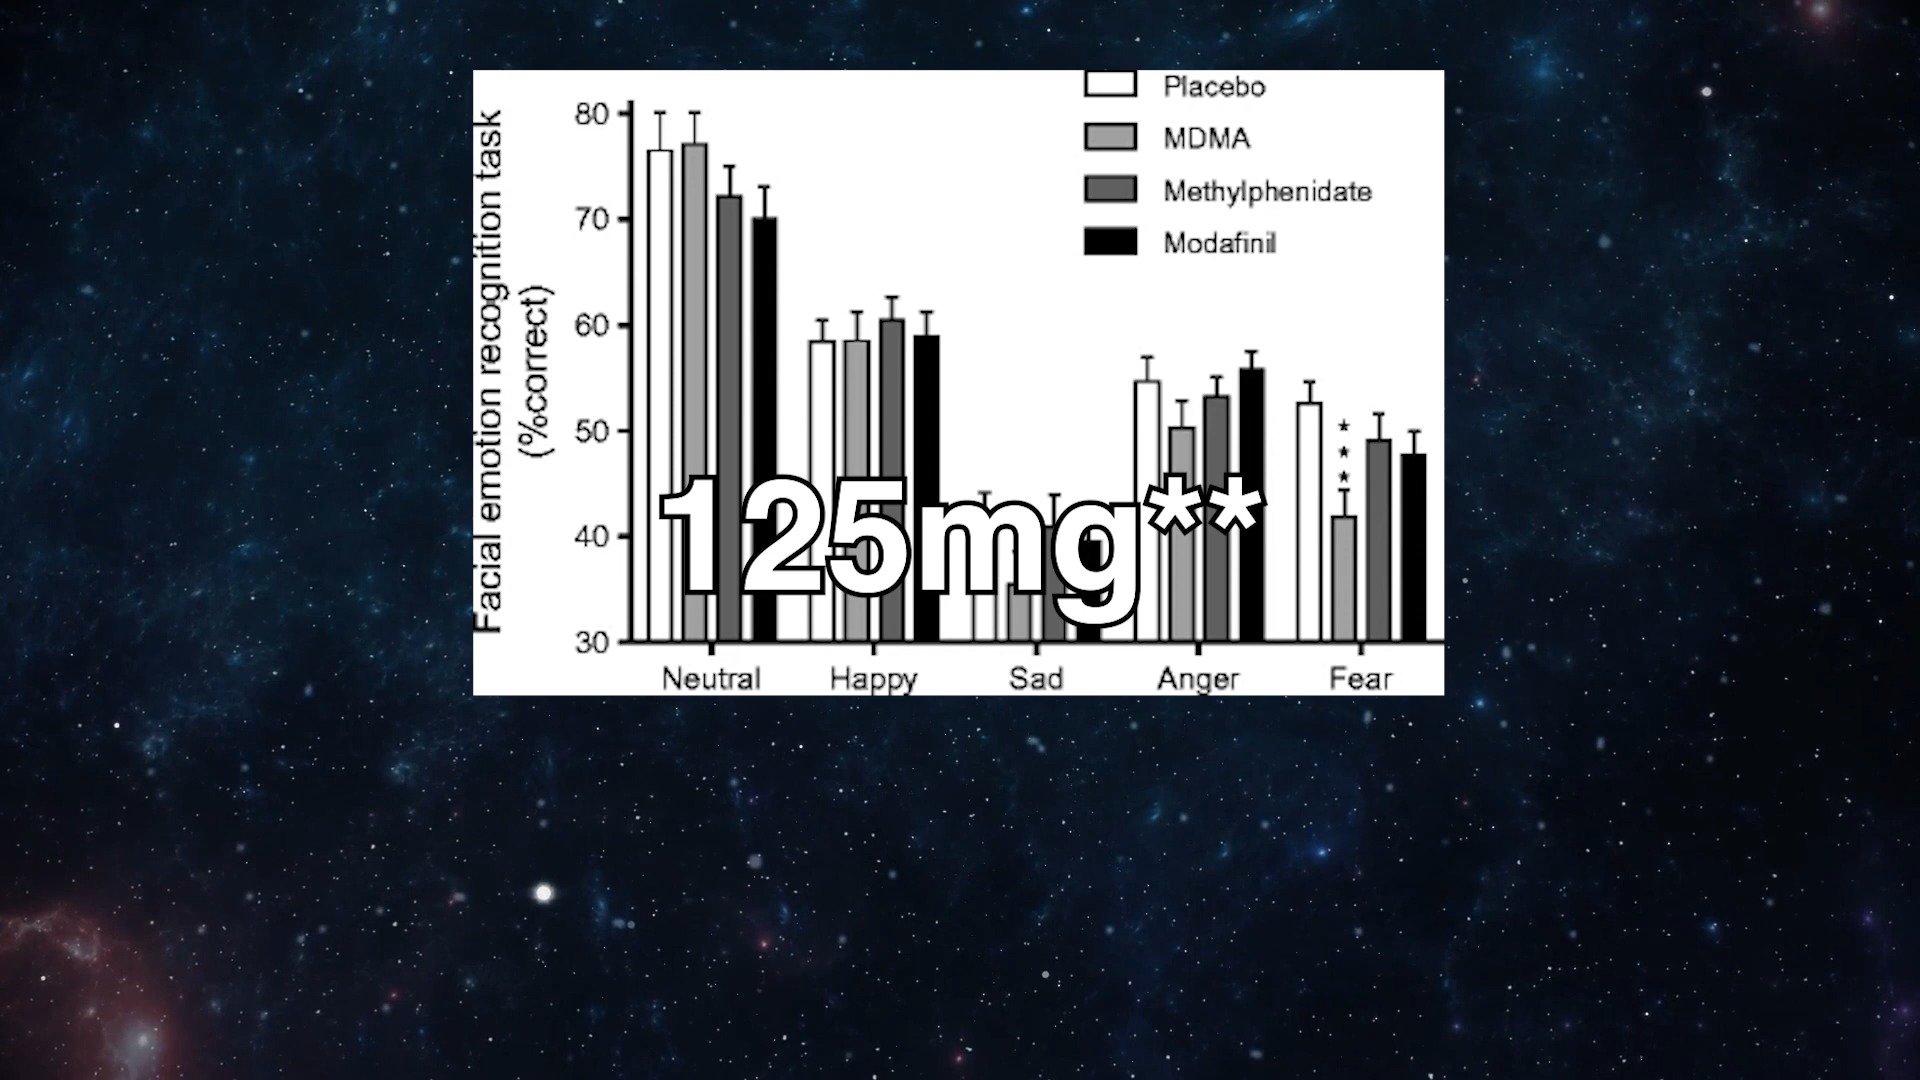 Placebo
MDMA
Methylphenidate
Modafinil
Facial emotion recognition task
(%correct)
80
70
60
50
40
30
***
125mg**
Neutral
Happy
Sad
Anger
Fear